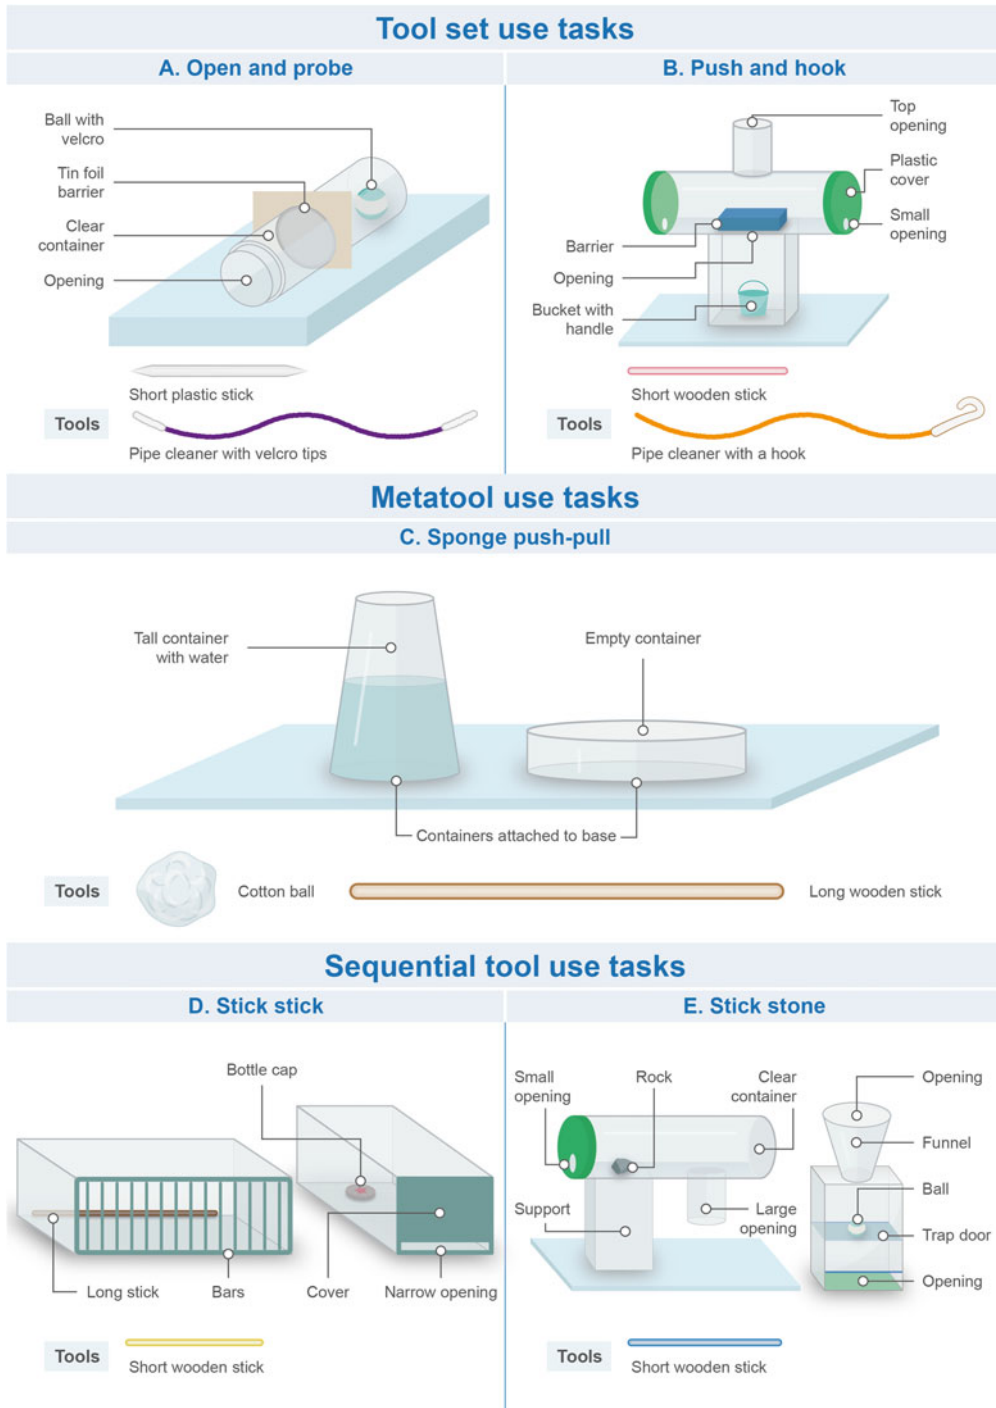 Tool set use tasks
A. Open and probe
Ball with
velcro
Tin foil
barrier
Clear
container
Opening
Short plastic stick
Tools
Pipe cleaner with velcro tips
B. Push and hook
Top
opening
Plastic
cover
Small
opening
Barrier
Opening
Bucket with
handle
Short wooden stick
Tools
Pipe cleaner with a hook
Metatool use tasks
C. Sponge push-pull
Tall container
with water
Empty container
Containers attached to base
Tools
Cotton ball
Long wooden stick
Sequential tool use tasks
D. Stick stick
Bottle cap
Long stick
Bars
Cover
Narrow opening
Tools
Short wooden stick
E. Stick stone
Small
opening
Rock
Clear
container
Opening
Funnel
Ball
Support
Large
opening
Trap door
Opening
Tools
Short wooden stick